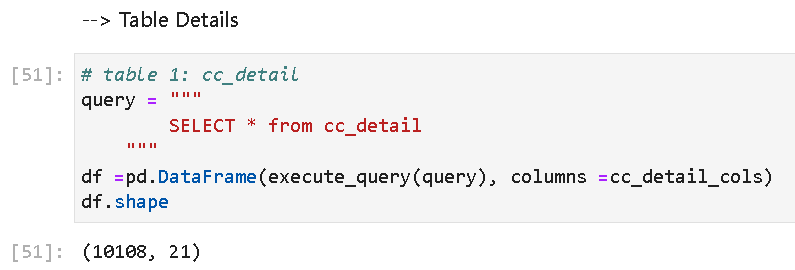 --> Table Details
[51]: # table 1: cc_detail
query = """
SELECT * from cc_detail
"""
df =pd.DataFrame(execute_query(query), columns =cc_detail_cols)
df.shape
[51]: (10108, 21)